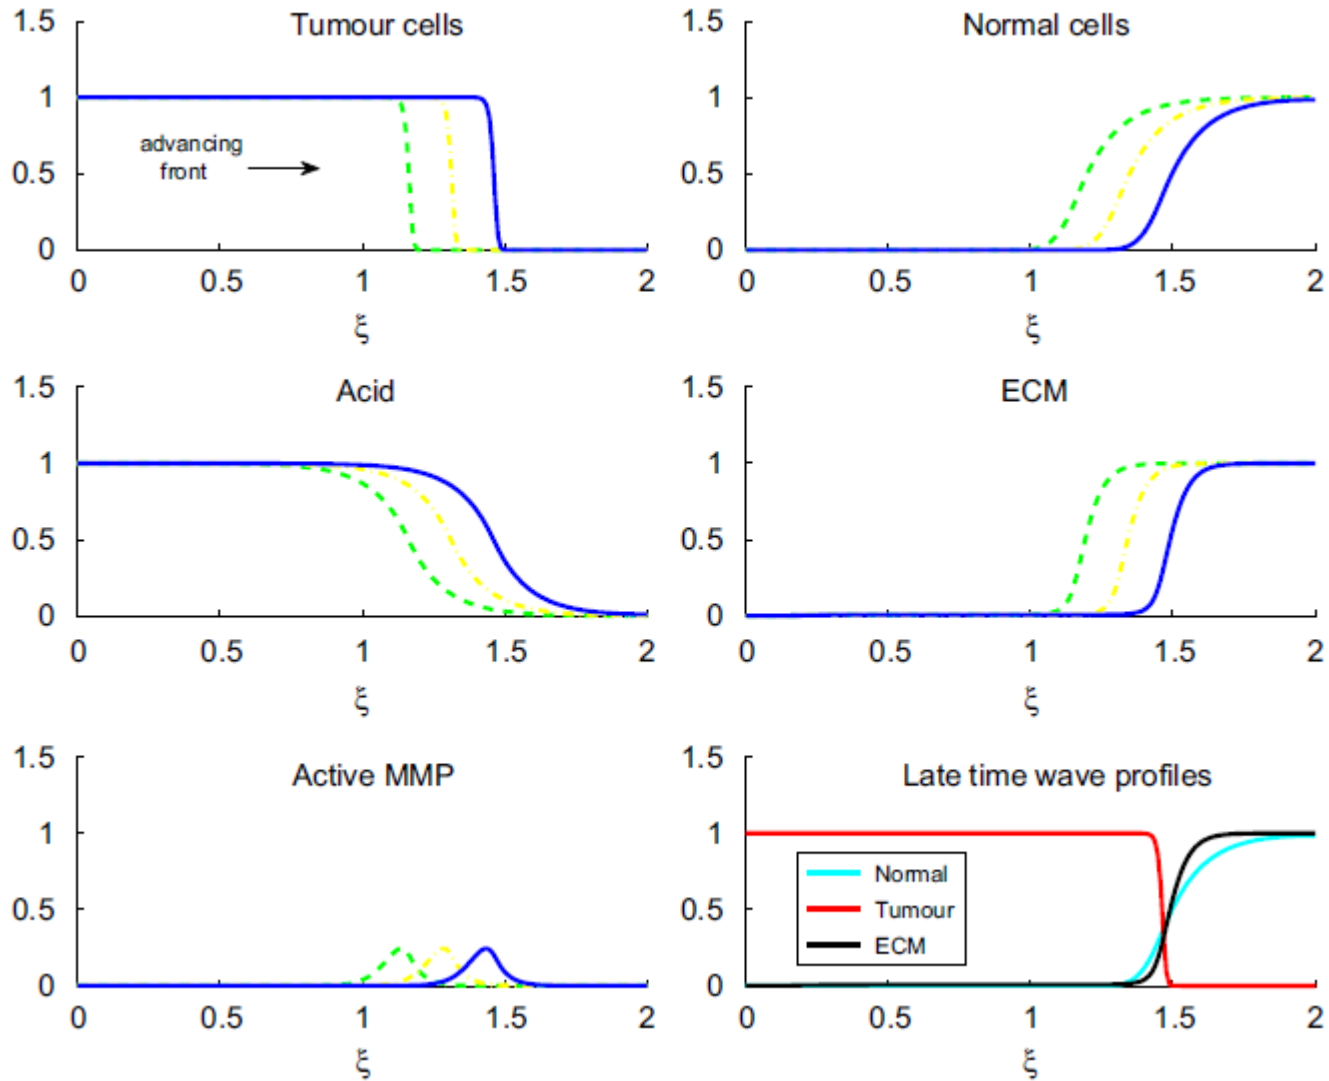 Tumour cells
1.5
1
0.5
0
advancing
front
0 0.5 1 1.5 2
ξ
Normal cells
1.5
1
0.5
0
0 0.5 1 1.5 2
ξ
Acid
1.5
1
0.5
0
0 0.5 1 1.5 2
ξ
ECM
1.5
1
0.5
0
0 0.5 1 1.5 2
ξ
Active MMP
1.5
1
0.5
0
0 0.5 1 1.5 2
ξ
Late time wave profiles
1.5
1
0.5
0
Normal
Tumour
ECM
0 0.5 1 1.5 2
ξ